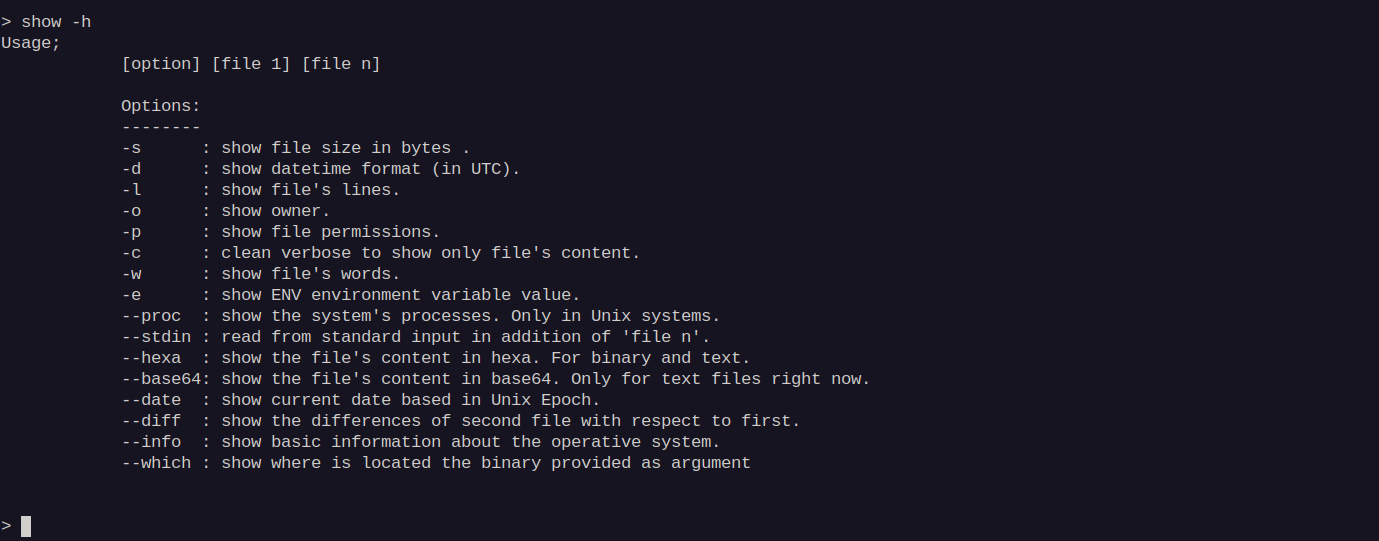 > show -h
Usage;
[option] [file 1] [file n]
Options:
--------
-s      : show file size in bytes .
-d      : show datetime format (in UTC).
-l      : show file's lines.
-o      : show owner.
-p      : show file permissions.
-c      : clean verbose to show only file's content.
-w      : show file's words.
-e      : show ENV environment variable value.
--proc  : show the system's processes. Only in Unix systems.
--stdin : read from standard input in addition of 'file n'.
--hexa  : show the file's content in hexa. For binary and text.
--base64: show the file's content in base64. Only for text files right now.
--date  : show current date based in Unix Epoch.
--diff  : show the differences of second file with respect to first.
--info  : show basic information about the operative system.
--which : show where is located the binary provided as argument
>